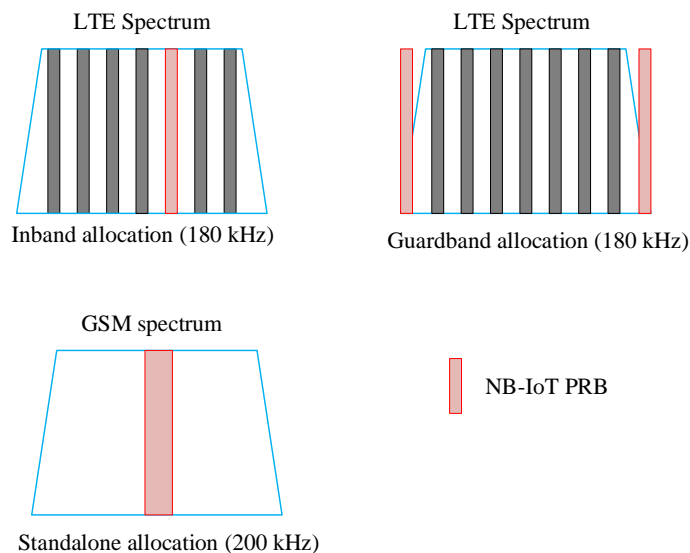 LTE Spectrum
LTE Spectrum
Inband allocation (180 kHz)
Guardband allocation (180 kHz)
GSM spectrum
NB-IoT PRB
Standalone allocation (200 kHz)